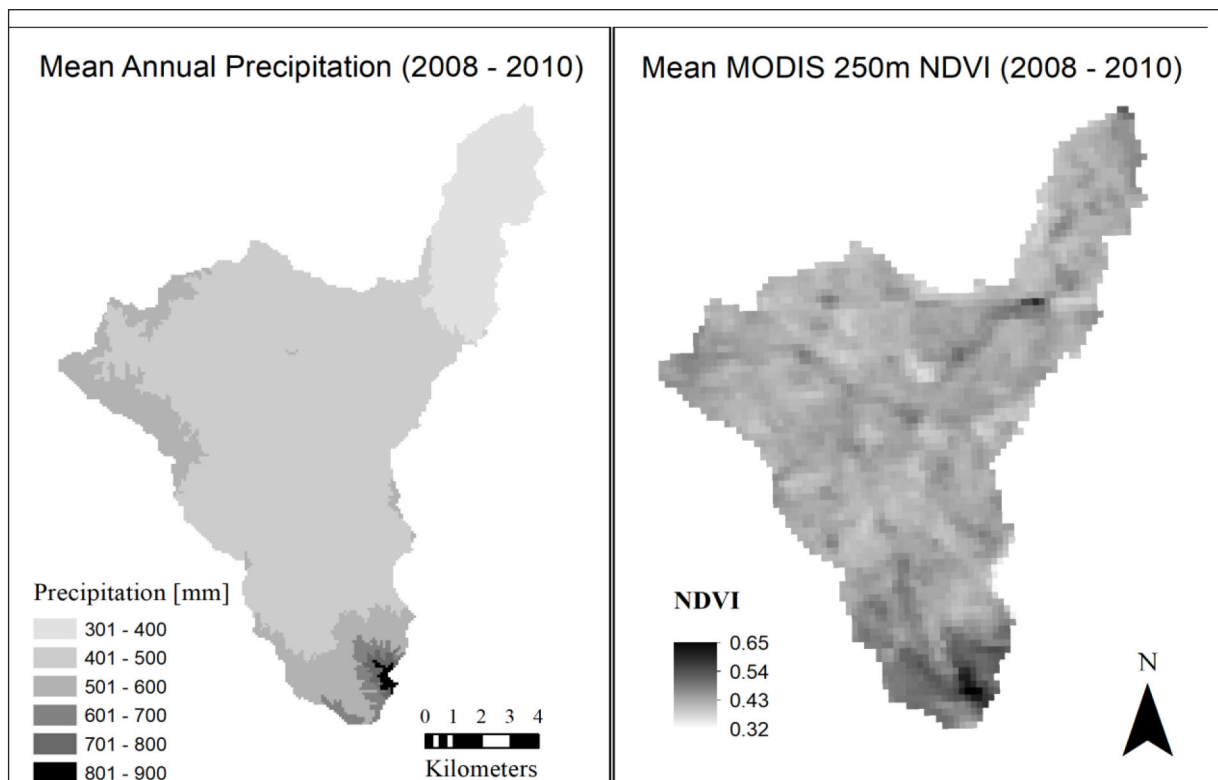 Mean Annual Precipitation (2008 - 2010)
Precipitation [mm]
301 - 400
401 - 500
501 - 600
601 - 700
701 - 800
801 - 900
0 1 2 3 4
Kilometers
Mean MODIS 250m NDVI (2008 - 2010)
NDVI
0.65
0.54
0.43
0.32
N